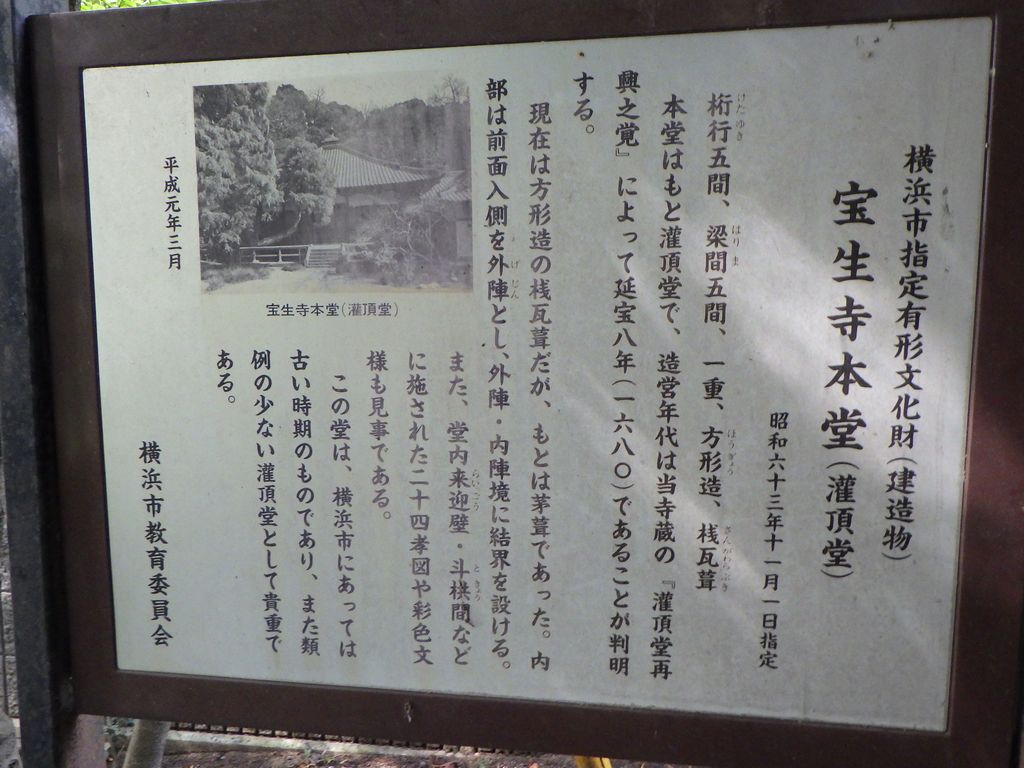 横浜市指定有形文化財(建造物)
宝生寺本堂(灌頂堂)
昭和六十三年十一月一日指定
桁行五間、梁間五間、一重、方形造、桟瓦葺
本堂はもと灌頂堂で、造営年代は当寺蔵の『灌頂堂再
興之覚』によって延宝八年(一六八〇)であることが判明
する。
現在は方形造の桟瓦葺だが、もとは茅葺であった。内
部は前面入側を外陣とし、外陣・内陣境に結界を設ける。
また、堂内来迎壁・斗栱間など
に施された二十四孝図や彩色文
様も見事である。
この堂は、横浜市にあっては
古い時期のものであり、また類
例の少ない灌頂堂として貴重で
ある。
宝生寺本堂(灌頂堂)
平成元年三月
横浜市教育委員会